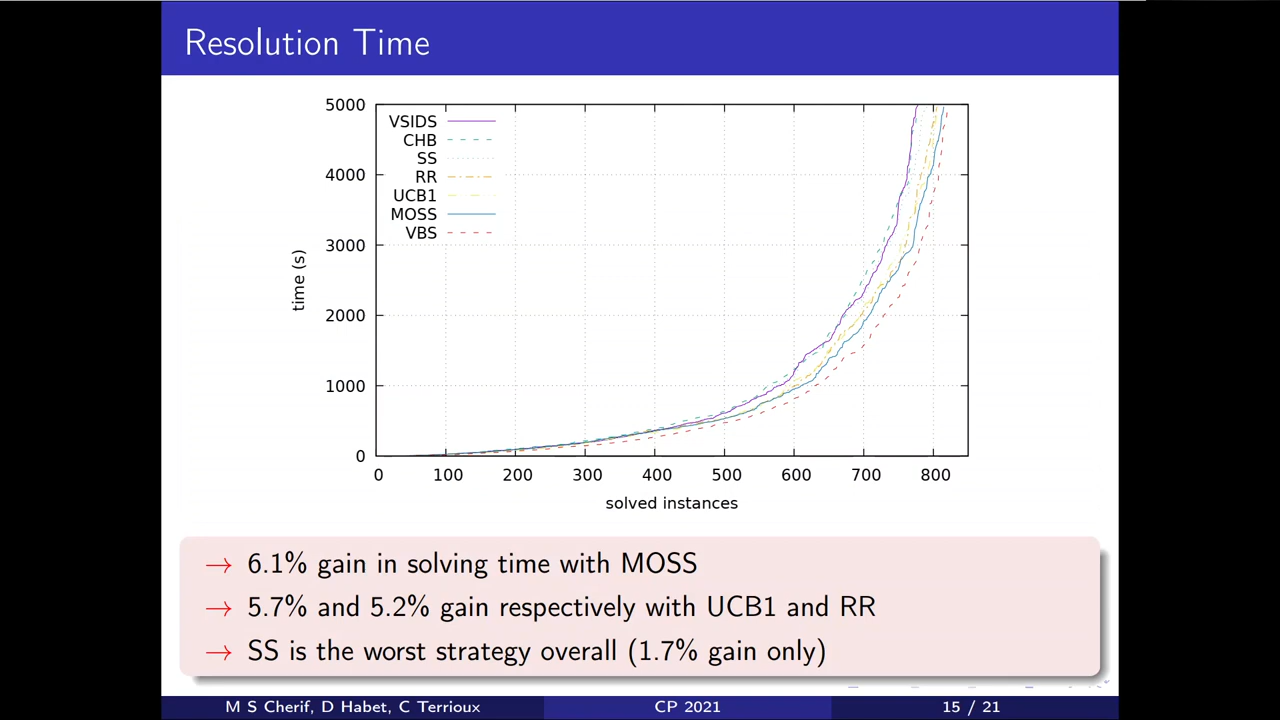 Resolution Time
5000
4000
3000
2000
1000
0
time (s)
VSIDS
CHB
SS
RR
UCB1
MOSS
VBS
0 100 200 300 400 500 600 700 800
solved instances
→ 6.1% gain in solving time with MOSS
→ 5.7% and 5.2% gain respectively with UCB1 and RR
→ SS is the worst strategy overall (1.7% gain only)
M S Cherif, D Habet, C Terrioux CP 2021 15 / 21